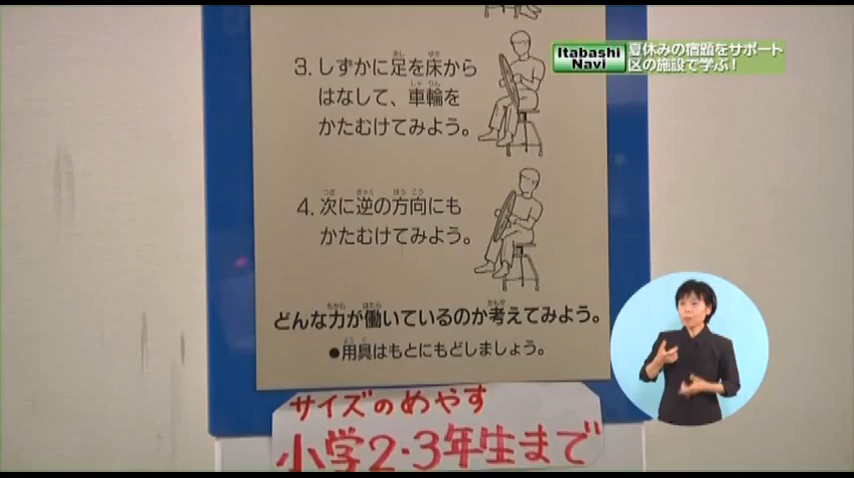 Itabashi
Navi
夏休みの宿題をサポート
区の施設で学ぶ!
3. しずかに足を床から
はなして、車輪を
かたむけてみよう。
4. 次に逆の方向にも
かたむけてみよう。
どんな力が働いているのか考えてみよう。
●用具はもとにもどしましょう。
サイズのめやす
小学2・3年生まで